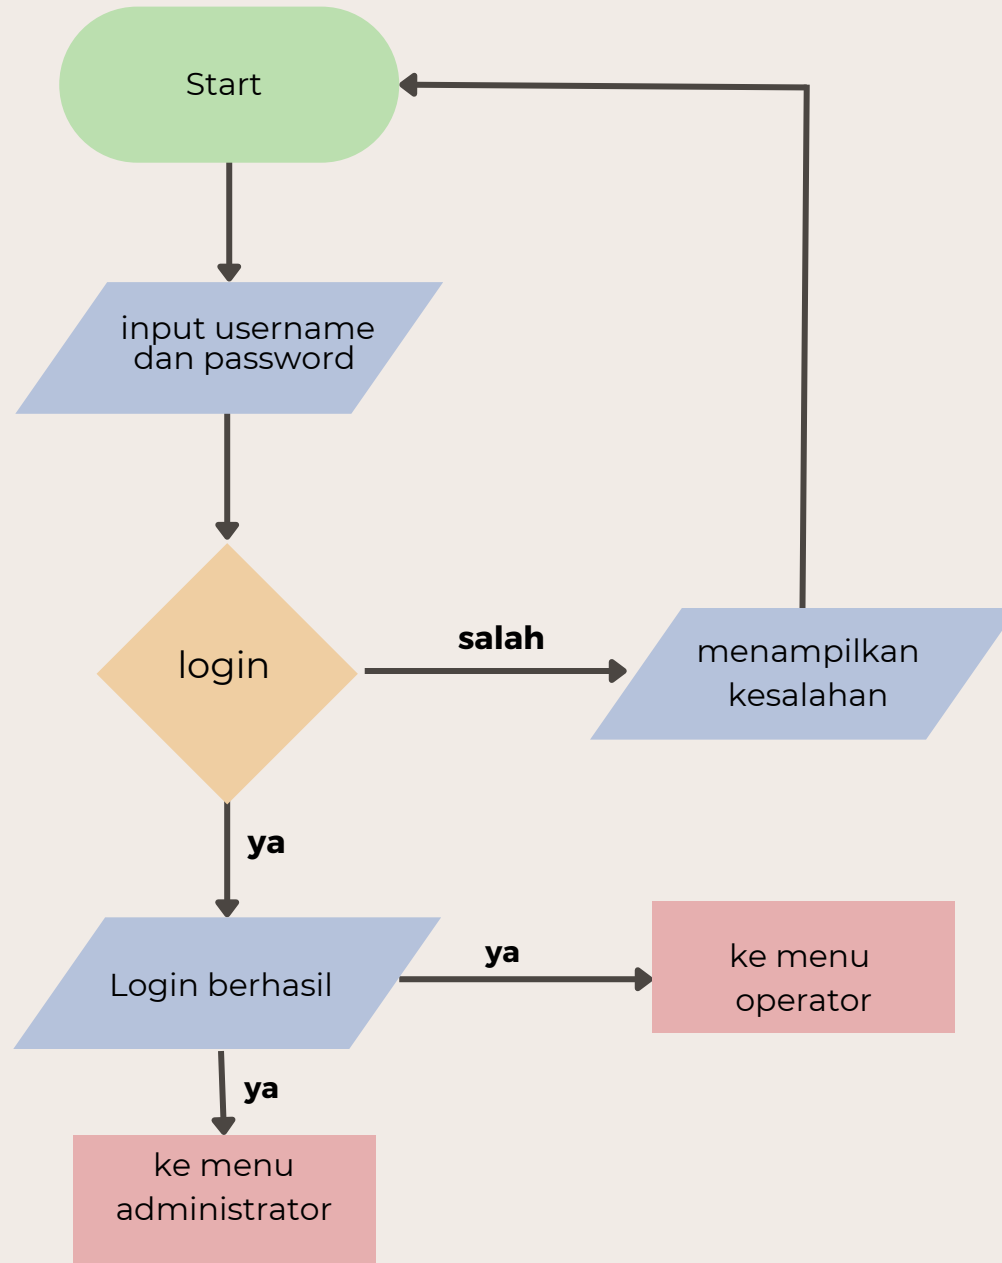 Start
input username
dan password
login
salah
menampilkan
kesalahan
ya
Login berhasil
ya
ke menu
operator
ya
ke menu
administrator